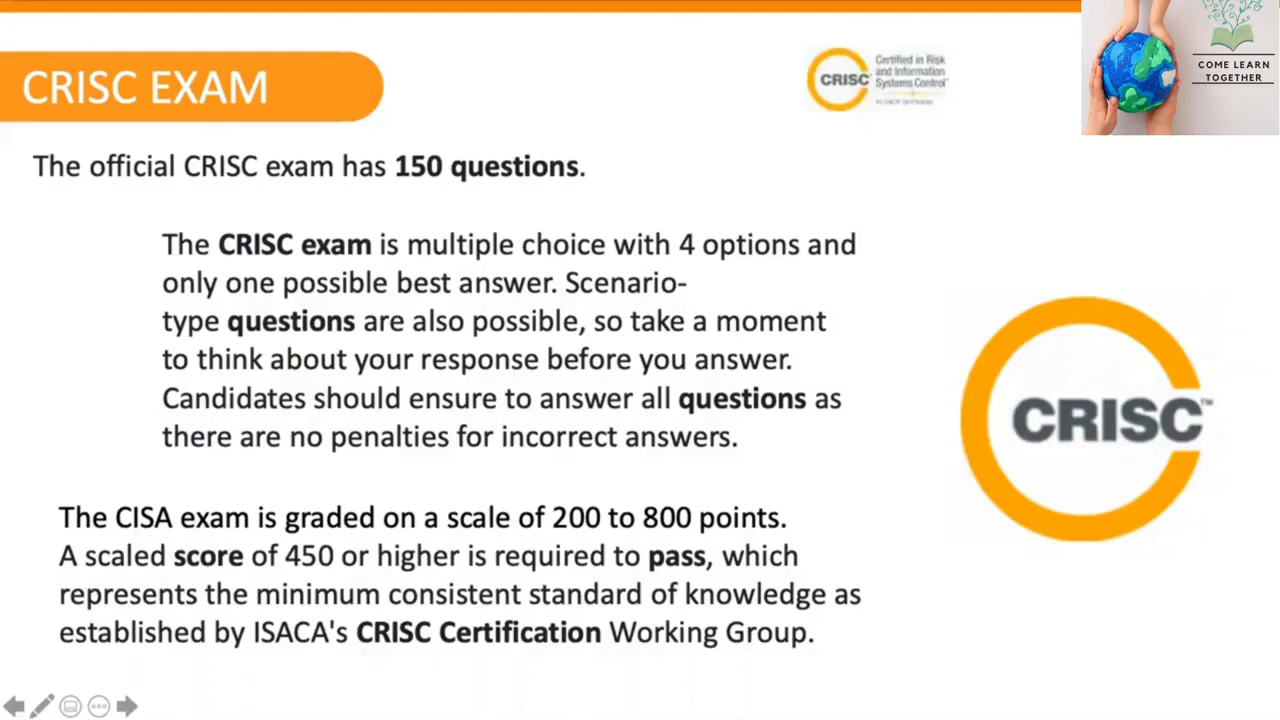 CRISC EXAM
CRISC
Certified in Risk
and Information
Systems Control
COME LEARN
TOGETHER
The official CRISC exam has 150 questions.
The CRISC exam is multiple choice with 4 options and
only one possible best answer. Scenario-
type questions are also possible, so take a moment
to think about your response before you answer.
Candidates should ensure to answer all questions as
there are no penalties for incorrect answers.
CRISC™
The CISA exam is graded on a scale of 200 to 800 points.
A scaled score of 450 or higher is required to pass, which
represents the minimum consistent standard of knowledge as
established by ISACA's CRISC Certification Working Group.